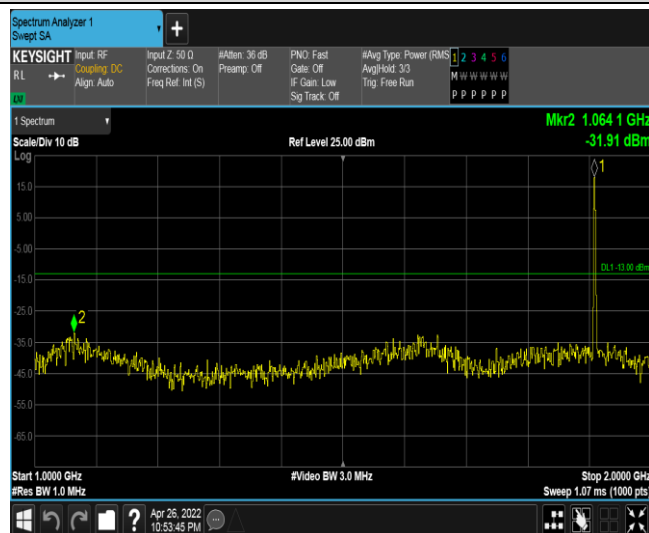 Spectrum Analyzer 1
Swept SA
+
KEYSIGHT Input: RF Input Z: 50 Ω #Atten: 36 dB PNO: Fast #Avg Type: Power (RMS 1 2 3 4 5 6
RL Coupling: DC Corrections: On Preamp: Off Gate: Off Avg|Hold: 3/3 M W W W W W
Align: Auto Freq Ref: Int (S) IF Gain: Low Trig: Free Run
Sig Track: Off P P P P P P
1 Spectrum Mkr2 1.064 1 GHz
Scale/Div 10 dB Ref Level 25.00 dBm -31.91 dBm
Log
1
15.0
5.00
-5.00
-15.0 DL1 -13.00 dBm
-25.0
2
-35.0
-45.0
-55.0
-65.0
Start 1.0000 GHz #Video BW 3.0 MHz Stop 2.0000 GHz
#Res BW 1.0 MHz Sweep 1.07 ms (1000 pts)
? Apr 26, 2022
10:53:45 PM